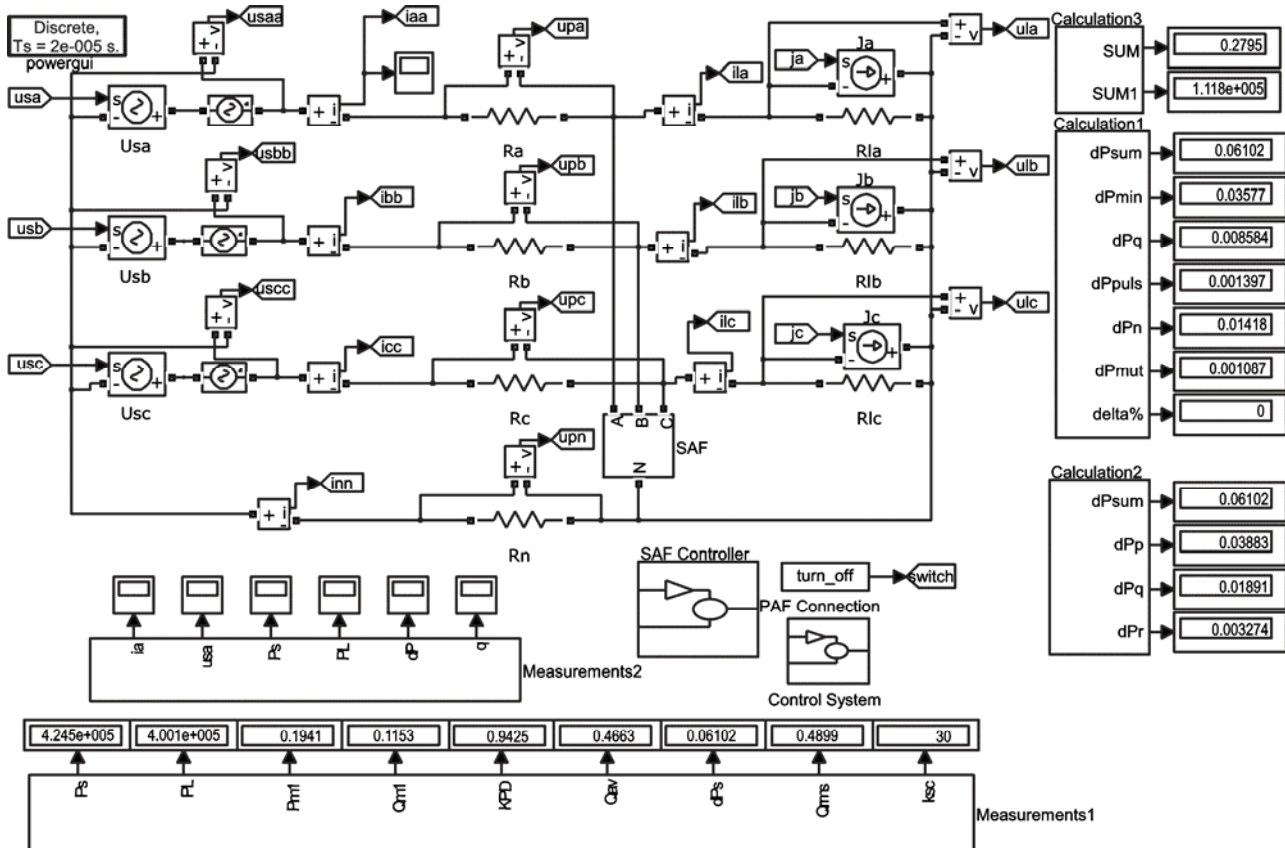 Discrete,
Ts = 2e-005 s.
powergui
usaa
iaa
upa
ila
ja
Ja
ula
usa
Usa
Ra
Rla
usbb
ibb
upb
ilb
jb
Jb
ulb
usb
Usb
Rb
Rlb
uscc
icc
upc
ilc
jc
Jc
ulc
usc
Usc
Rc
Rlc
A
B
C
N
SAF
inn
upn
Rn
Calculation3
SUM 0.2795
SUM1 1.118e+005
Calculation1
dPsum 0.06102
dPmin 0.03577
dPq 0.008584
dPpuls 0.001397
dPn 0.01418
dPmut 0.001087
delta% 0
Calculation2
dPsum 0.06102
dPp 0.03883
dPq 0.01891
dPr 0.003274
SAF Controller
turn_off
switch
PAF Connection
Control System
ia
usa
Ps
PL
dP
q
Measurements2
4.245e+005
4.001e+005
0.1941
0.1153
0.9425
0.4663
0.06102
0.4899
30
Ps
PL
Pm1
Qm1
KPD
Qav
dPs
Qrms
ksc
Measurements1